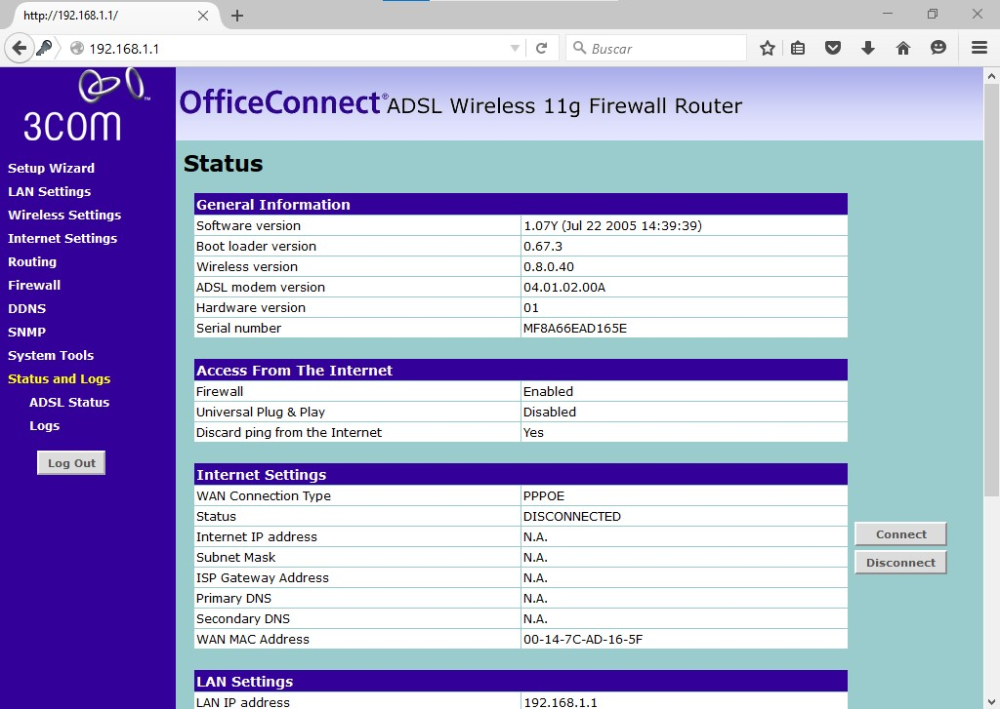 http://192.168.1.1/
192.168.1.1
Buscar
3COM™
OfficeConnect® ADSL Wireless 11g Firewall Router
Setup Wizard
LAN Settings
Wireless Settings
Internet Settings
Routing
Firewall
DDNS
SNMP
System Tools
Status and Logs
ADSL Status
Logs
Log Out
Status
General Information
Software version 1.07Y (Jul 22 2005 14:39:39)
Boot loader version 0.67.3
Wireless version 0.8.0.40
ADSL modem version 04.01.02.00A
Hardware version 01
Serial number MF8A66EAD165E
Access From The Internet
Firewall Enabled
Universal Plug & Play Disabled
Discard ping from the Internet Yes
Internet Settings
WAN Connection Type PPPOE
Status DISCONNECTED
Internet IP address N.A.
Subnet Mask N.A.
ISP Gateway Address N.A.
Primary DNS N.A.
Secondary DNS N.A.
WAN MAC Address 00-14-7C-AD-16-5F
Connect
Disconnect
LAN Settings
LAN IP address 192.168.1.1